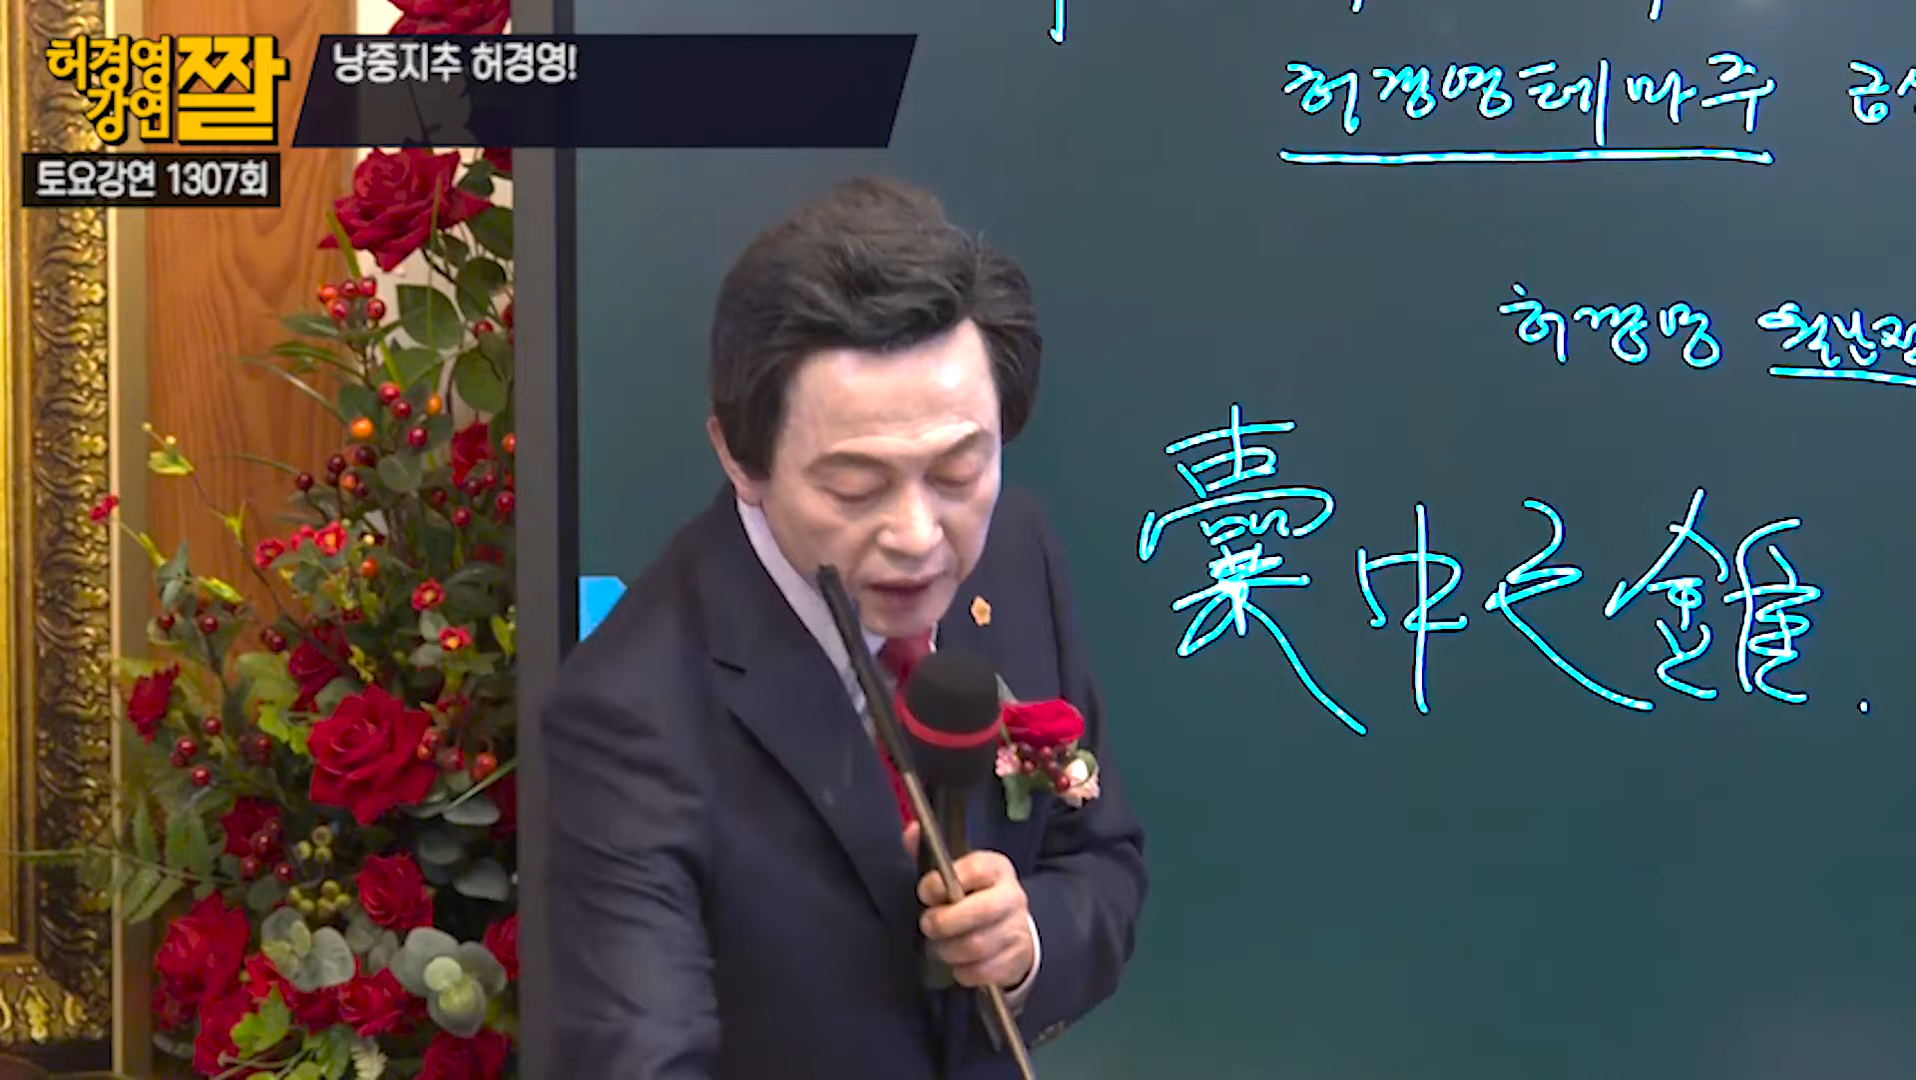 허경영
강연 짤
토요강연 1307회
낭중지추 허경영!
허경영테마주
허경영
囊中之錐.